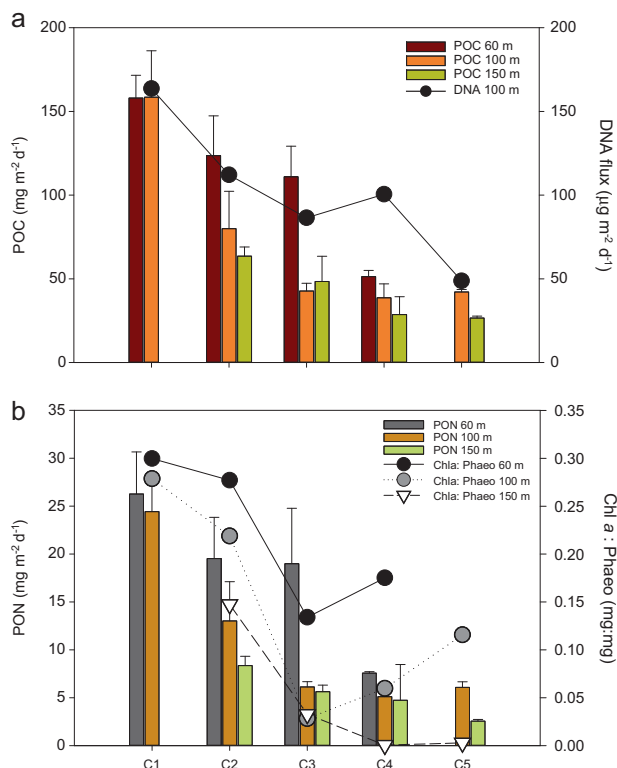 a
200
150
100
50
0
POC (mg m⁻² d⁻¹)
POC 60 m
POC 100 m
POC 150 m
DNA 100 m
200
150
100
50
0
DNA flux (µg m⁻² d⁻¹)
b
35
30
25
20
15
10
5
0
PON (mg m⁻² d⁻¹)
PON 60 m
PON 100 m
PON 150 m
Chla: Phaeo 60 m
Chla: Phaeo 100 m
Chla: Phaeo 150 m
0.35
0.30
0.25
0.20
0.15
0.10
0.05
0.00
Chl a : Phaeo (mg:mg)
C1 C2 C3 C4 C5